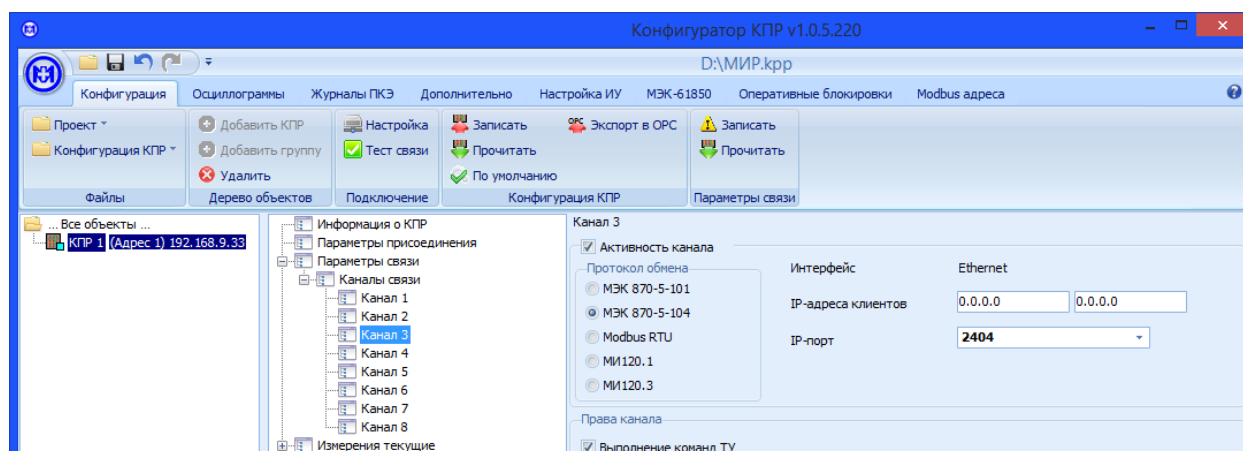 Конфигуратор КПР v1.0.5.220
D:\МИР.kpp
Конфигурация Осциллограммы Журналы ПКЭ Дополнительно Настройка ИУ МЭК-61850 Оперативные блокировки Modbus адреса
Проект Добавить КПР Настройка Записать Экспорт в OPC Записать
Конфигурация КПР Добавить группу Тест связи Прочитать Прочитать
Удалить По умолчанию
Файлы Дерево объектов Подключение Конфигурация КПР Параметры связи
... Все объекты ...
КПР 1 (Адрес 1) 192.168.9.33
Информация о КПР
Параметры присоединения
Параметры связи
Каналы связи
Канал 1
Канал 2
Канал 3
Канал 4
Канал 5
Канал 6
Канал 7
Канал 8
Измерения текущие
Канал 3
Активность канала
Протокол обмена
МЭК 870-5-101
МЭК 870-5-104
Modbus RTU
МИ120.1
МИ120.3
Интерфейс Ethernet
IP-адреса клиентов 0.0.0.0 0.0.0.0
IP-порт 2404
Права канала
Выполнение команд ТУ